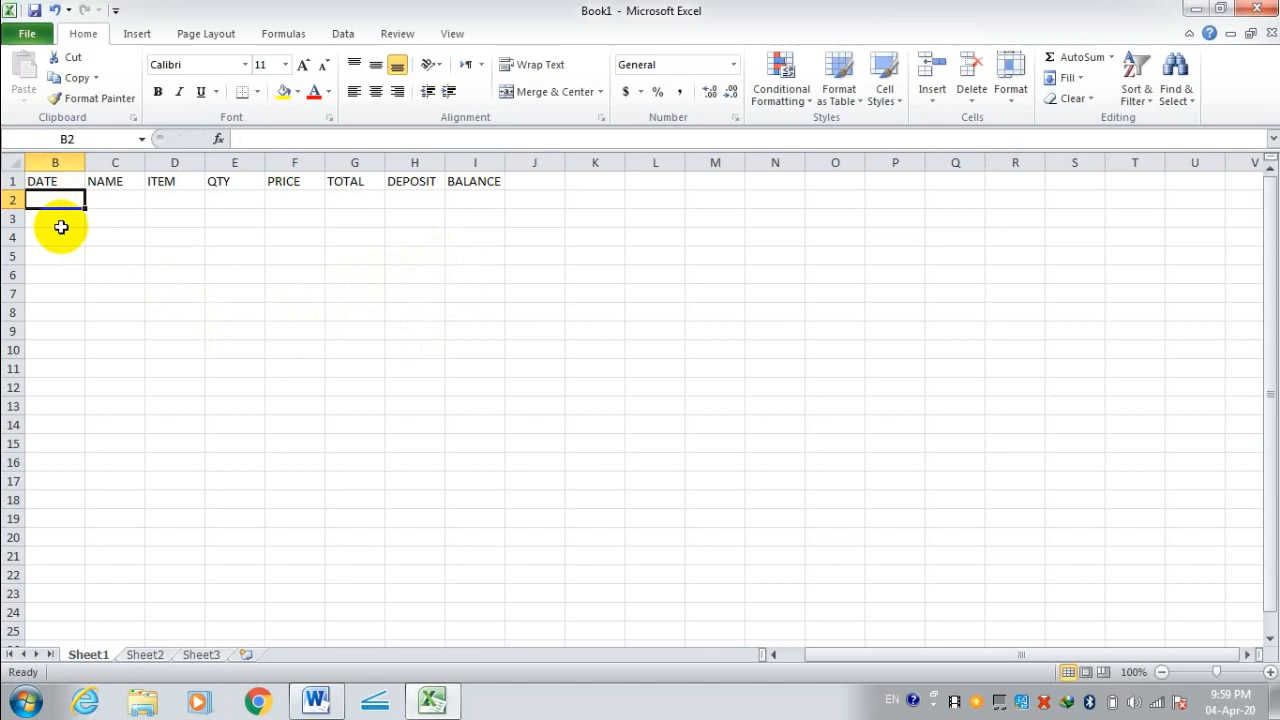 Book1 - Microsoft Excel
File Home Insert Page Layout Formulas Data Review View
Cut
Copy
Format Painter
Paste
Clipboard
Calibri 11
B I U
Font
Wrap Text
Merge & Center
Alignment
General
$ % ,
Number
Conditional Formatting
Format as Table
Cell Styles
Styles
Insert
Delete
Format
Cells
AutoSum
Fill
Clear
Sort & Filter
Find & Select
Editing
B2 fx
B C D E F G H I J K L M N O P Q R S T U V
1 DATE NAME ITEM QTY PRICE TOTAL DEPOSIT BALANCE
2
3
4
5
6
7
8
9
10
11
12
13
14
15
16
17
18
19
20
21
22
23
24
25
Sheet1 Sheet2 Sheet3
Ready 100%
EN 9:59 PM
04-Apr-20